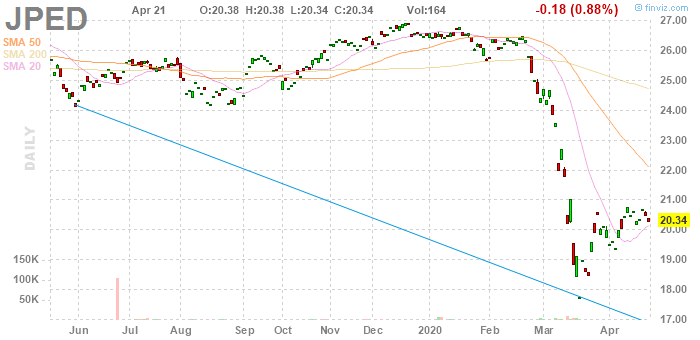 JPED Apr 21 O:20.38 H:20.38 L:20.34 C:20.34 Vol:164 -0.18 (0.88%) © finviz.com
SMA 50
SMA 200
SMA 20
DAILY
27.00
26.00
25.00
24.00
23.00
22.00
21.00
20.34
20.00
19.00
18.00
17.00
150K
100K
50K
Jun Jul Aug Sep Oct Nov Dec 2020 Feb Mar Apr